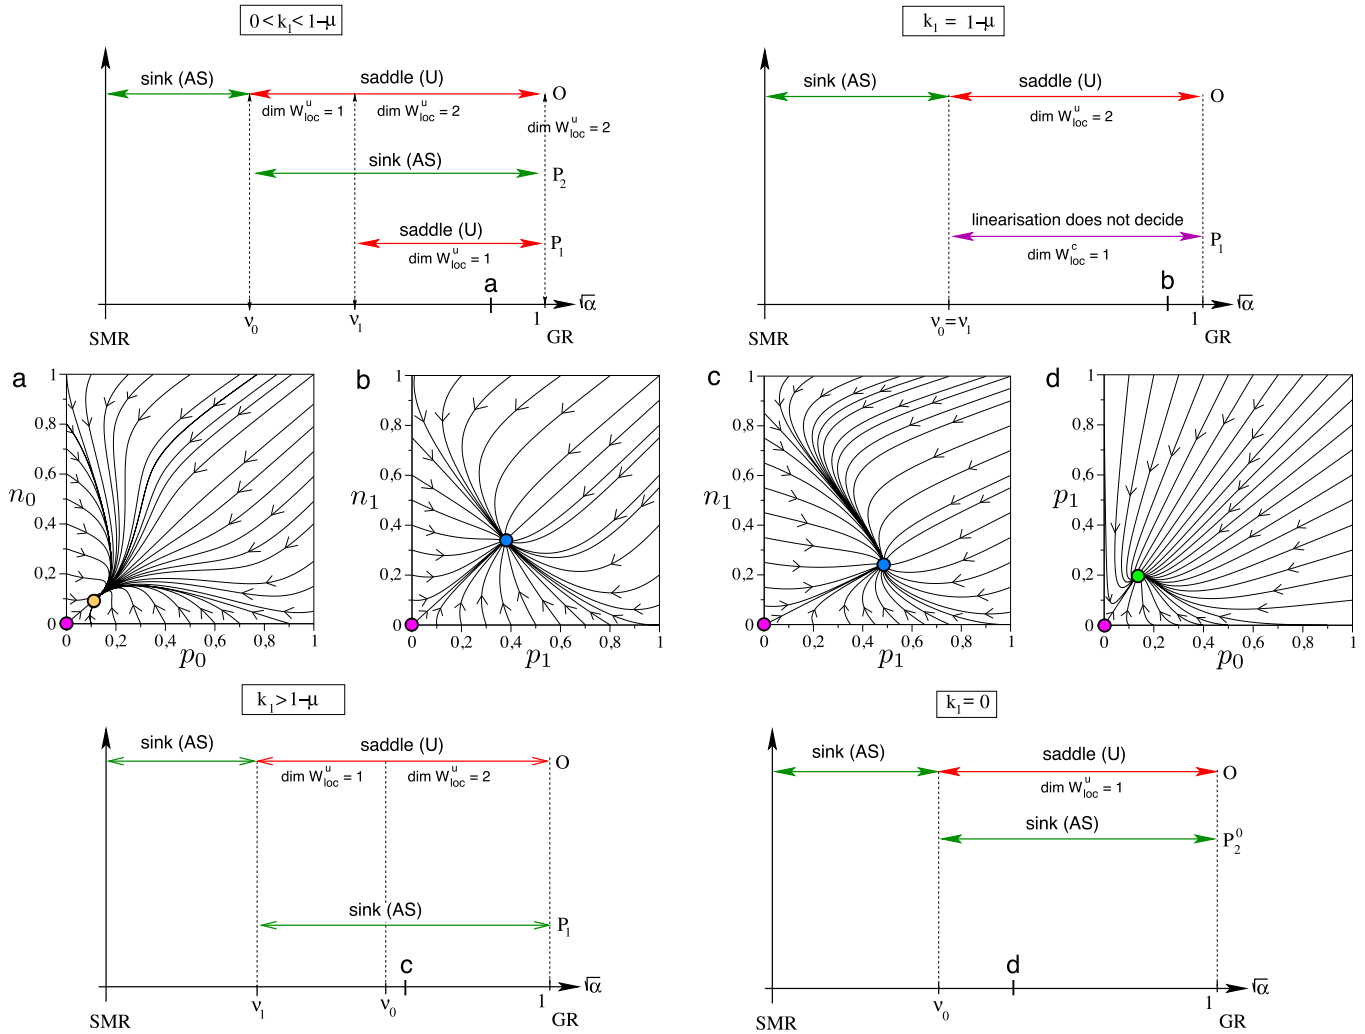 0 < k₁ < 1−μ
sink (AS)
saddle (U)
O
dim W^u_loc = 1
dim W^u_loc = 2
dim W^u_loc = 2
sink (AS)
P₂
saddle (U)
P₁
dim W^u_loc = 1
a
√α
ν₀
ν₁
1
SMR
GR
k₁ = 1−μ
sink (AS)
saddle (U)
O
dim W^u_loc = 2
linearisation does not decide
P₁
dim W^c_loc = 1
b
√α
ν₀=ν₁
1
SMR
GR
a
1
0,8
0,6
n₀
0,4
0,2
0
0 0,2 0,4 0,6 0,8 1
p₀
b
1
0,8
0,6
n₁
0,4
0,2
0
0 0,2 0,4 0,6 0,8 1
p₁
c
1
0,8
0,6
n₁
0,4
0,2
0
0 0,2 0,4 0,6 0,8 1
p₁
d
1
0,8
0,6
p₁
0,4
0,2
0
0 0,2 0,4 0,6 0,8 1
p₀
k₁ > 1−μ
sink (AS)
saddle (U)
O
dim W^u_loc = 1
dim W^u_loc = 2
sink (AS)
P₁
c
√α
ν₁
ν₀
1
SMR
GR
k₁ = 0
sink (AS)
saddle (U)
O
dim W^u_loc = 1
sink (AS)
P₂⁰
d
√α
ν₀
1
SMR
GR